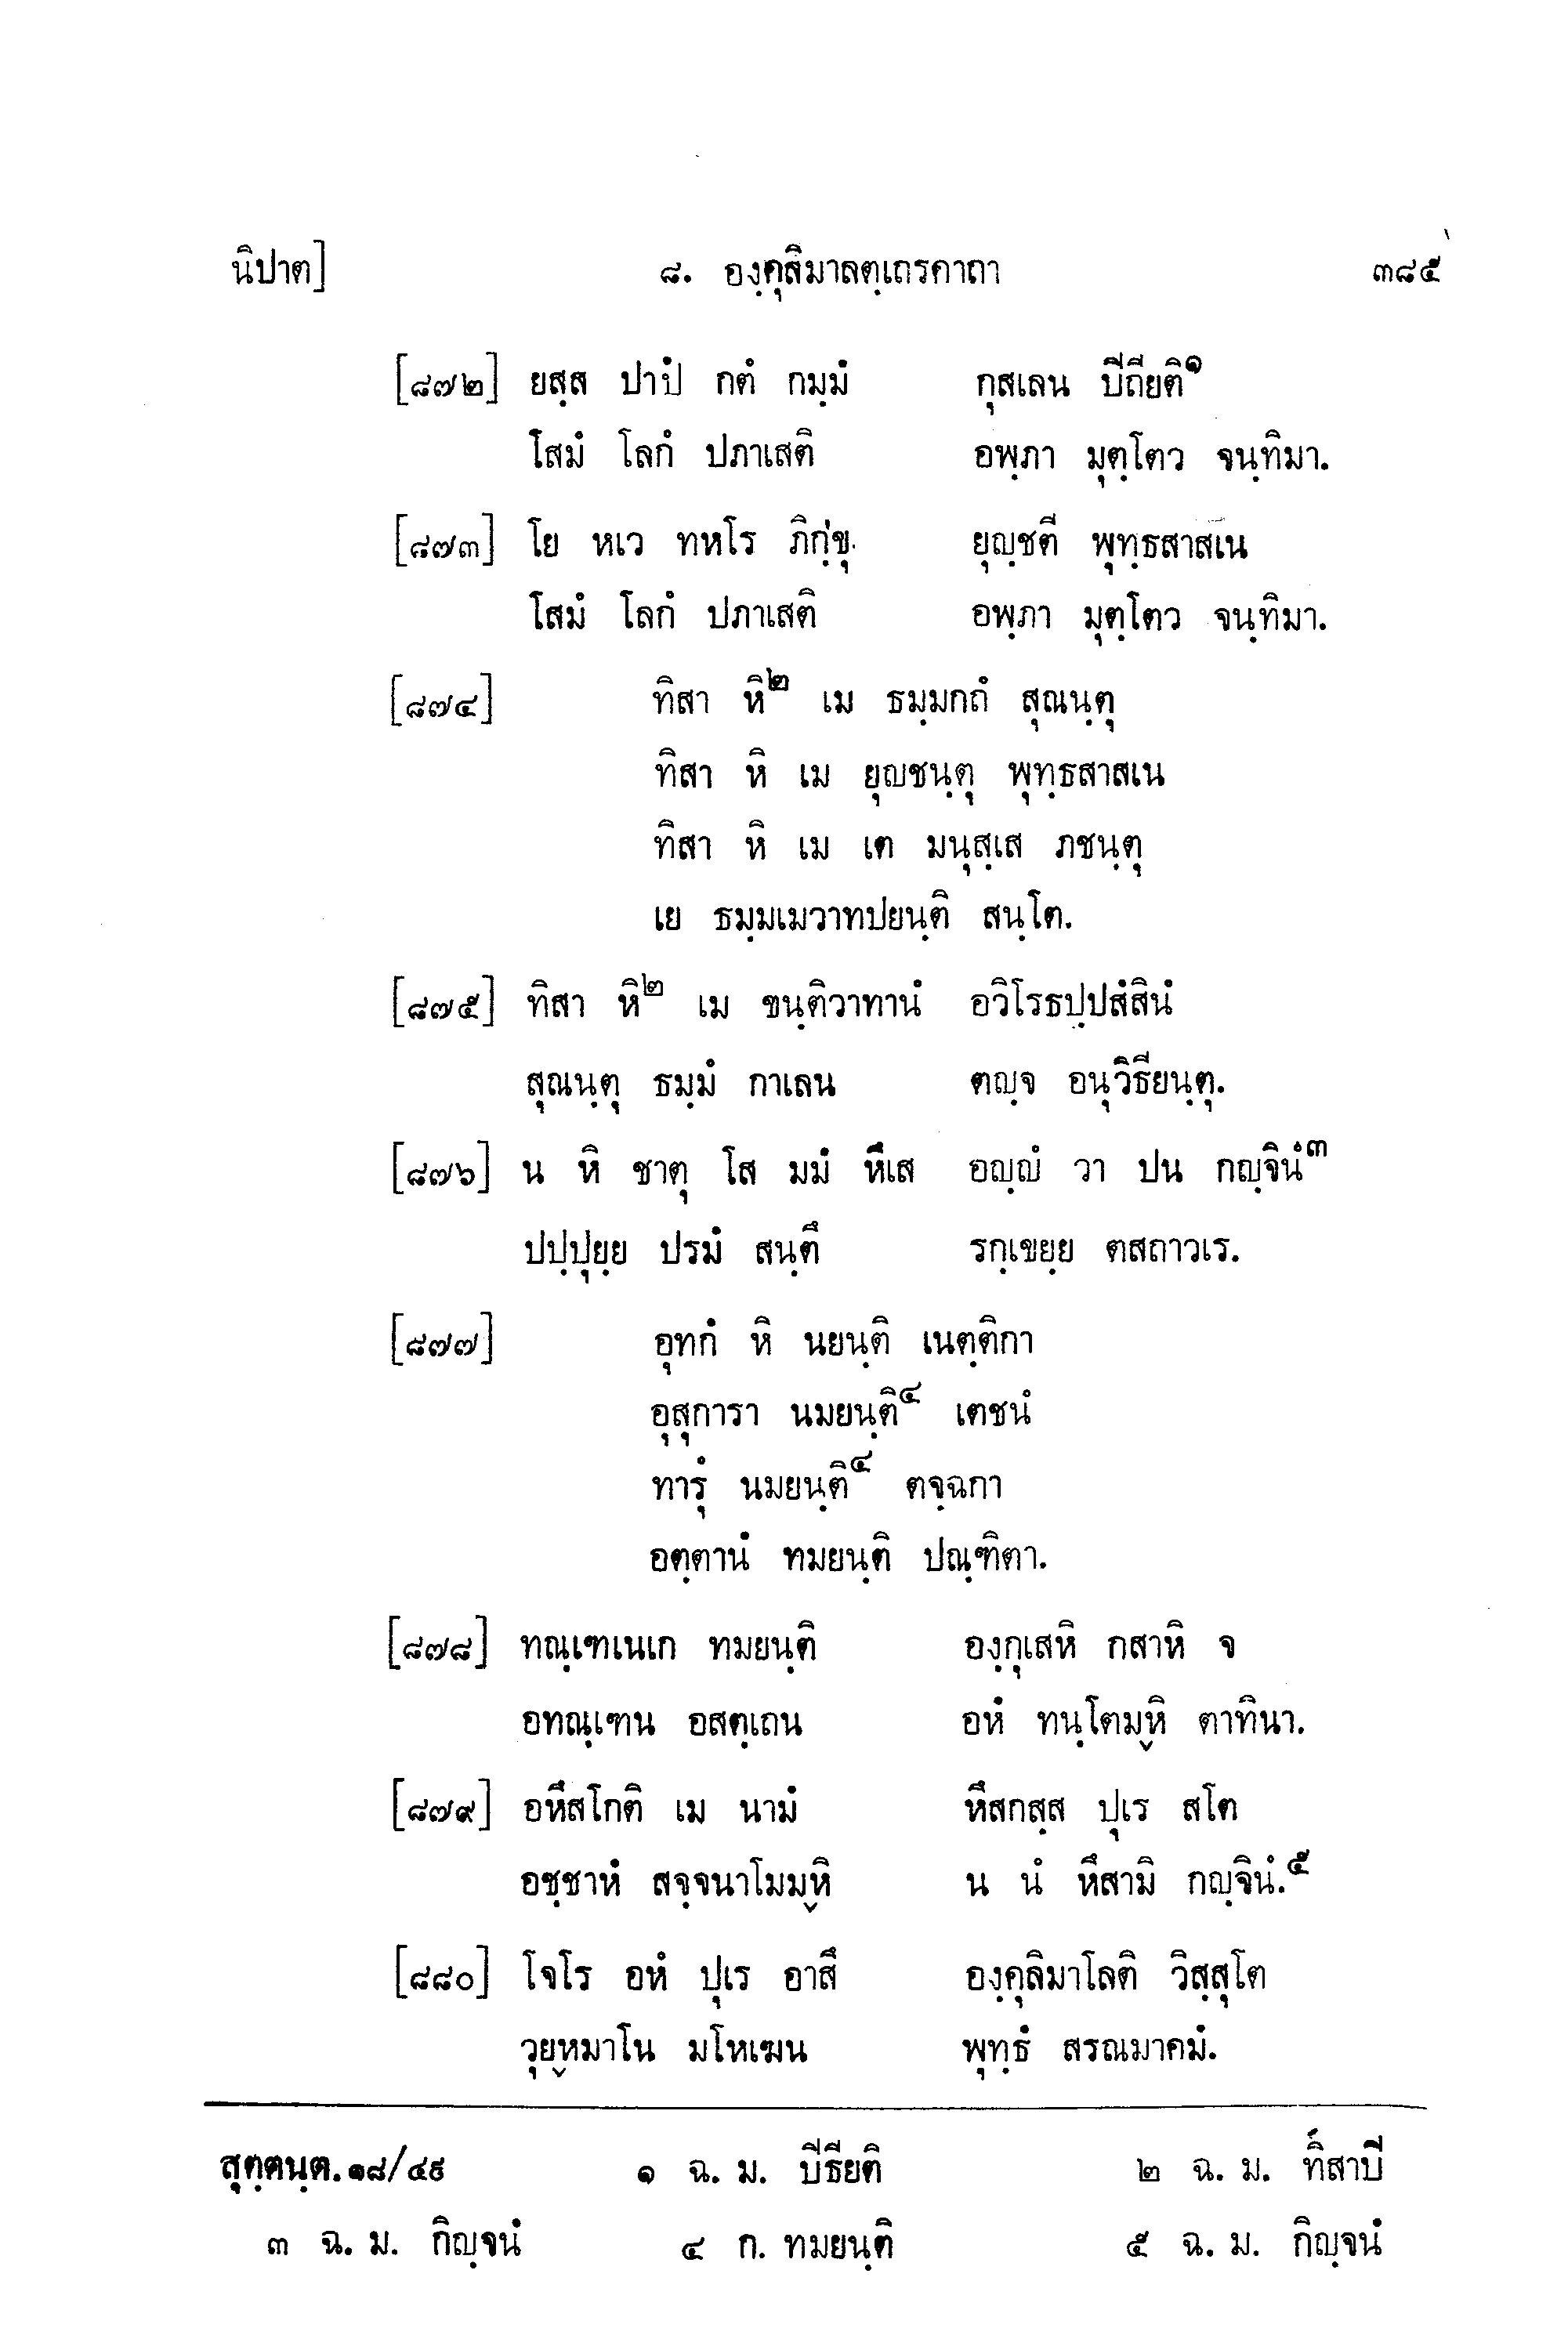 นิปาต] ๘. องฺคุลิมาลตฺเถรคาถา ๓๘๕
[๘๗๒] ยสฺส ปาปํ กตํ กมฺมํ กุสเลน ปิถียติ๑
โสมํ โลกํ ปภาเสติ อพฺภา มุตฺโตว จนฺทิมา.
[๘๗๓] โย หเว ทหโร ภิกฺขุ ยุญฺชตี พุทฺธสาสเน
โสมํ โลกํ ปภาเสติ อพฺภา มุตฺโตว จนฺทิมา.
[๘๗๔] ทิสา หิ๒ เม ธมฺมกถํ สุณนฺตุ
ทิสา หิ เม ยุญชนฺตุ พุทฺธสาสเน
ทิสา หิ เม เต มนุสฺเส ภชนฺตุ
เย ธมฺมเมวาทปยนฺติ สนฺโต.
[๘๗๕] ทิสา หิ๒ เม ขนฺติวาทานํ อวิโรธปฺปสํสินํ
สุณนฺตุ ธมฺมํ กาเลน ตญฺจ อนุวิธียนฺตุ.
[๘๗๖] น หิ ชาตุ โส มมํ หึเส อญฺญํ วา ปน กญฺจินํ๓
ปปฺปุยฺย ปรมํ สนฺตึ รกฺเขยฺย ตสถาวเร.
[๘๗๗] อุทกํ หิ นยนฺติ เนตฺติกา
อุสุการา นมยนฺติ๔ เตชนํ
ทารุํ นมยนฺติ๔ ตจฺฉกา
อตฺตานํ ทมยนฺติ ปณฺฑิตา.
[๘๗๘] ทณฺเฑเนเก ทมยนฺติ องฺกุเสหิ กสาหิ จ
อทณฺเฑน อสตฺเถน อหํ ทนฺโตมฺหิ ตาทินา.
[๘๗๙] อหึสโกติ เม นามํ หึสกสฺส ปุเร สโต
อชฺชาหํ สจฺจนาโมมฺหิ น นํ หึสามิ กญฺจินํ.๕
[๘๘๐] โจโร อหํ ปุเร อาสึ องฺคุลิมาโลติ วิสฺสุโต
วุยฺหมาโน มโหเฆน พุทฺธํ สรณมาคมํ.
สุตฺตนฺต.๑๘/๔๙ ๑ ฉ. ม. ปิธียติ ๒ ฉ. ม. ทิสาปิ
๓ ฉ. ม. กิญฺจนํ ๔ ก. ทมยนฺติ ๕ ฉ. ม. กิญฺจนํ